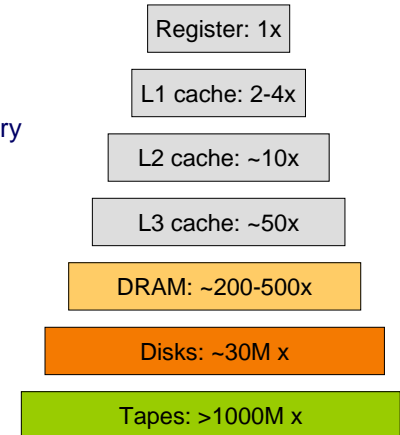 Register: 1x
L1 cache: 2-4x
ry
L2 cache: ~10x
L3 cache: ~50x
DRAM: ~200-500x
Disks: ~30M x
Tapes: >1000M x